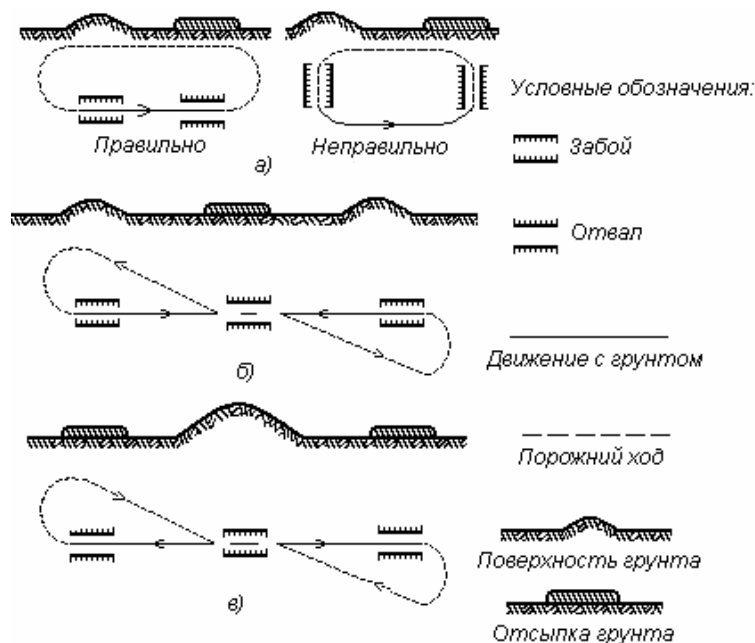 Правильно
Неправильно
а)
б)
в)
Условные обозначения:
Забой
Отвал
Движение с грунтом
Порожний ход
Поверхность грунта
Отсыпка грунта